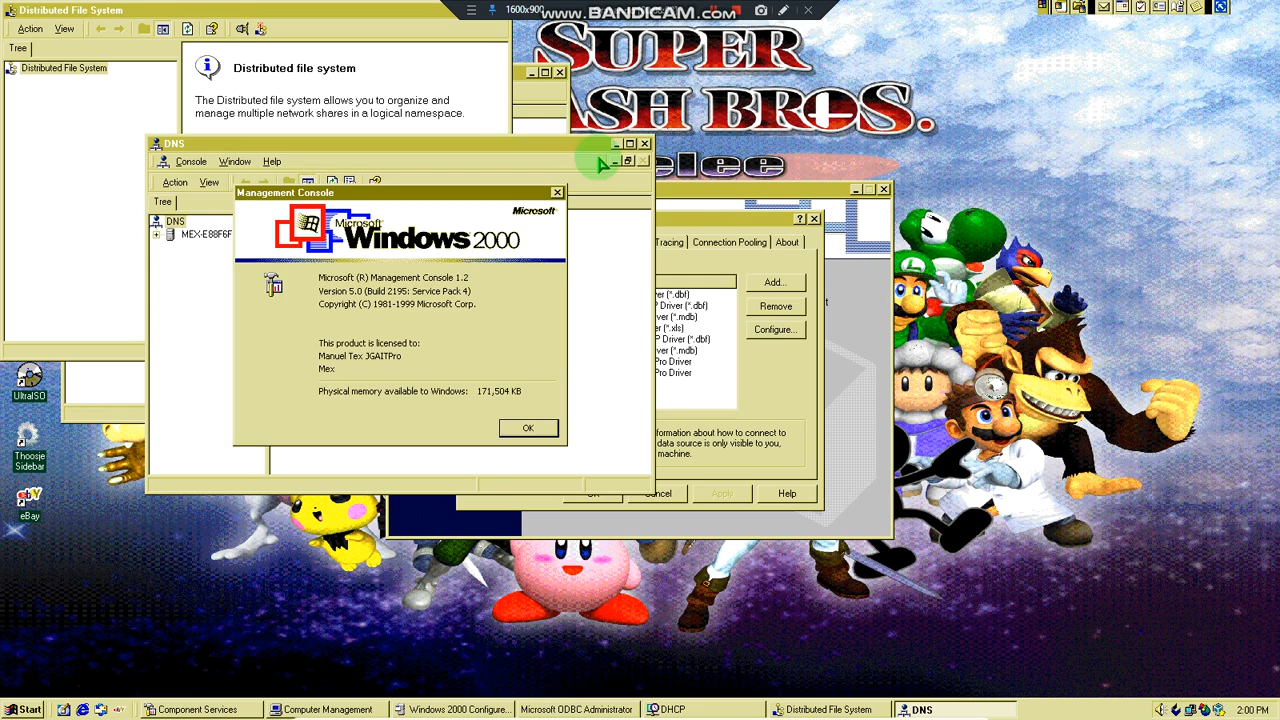 Distributed File System
Action View
Tree
Distributed File System
Distributed file system
The Distributed file system allows you to organize and
manage multiple network shares in a logical namespace.
1600x900
www.BANDICAM.com
SUPER
ASH BROS.
elee
DNS
Console Window Help
Action View
Tree
DNS
MEX-E88F6F
Management Console
Microsoft
Microsoft
Windows 2000
Microsoft (R) Management Console 1.2
Version 5.0 (Build 2195: Service Pack 4)
Copyright (C) 1981-1999 Microsoft Corp.
This product is licensed to:
Manuel Tex JGAITPro
Mex
Physical memory available to Windows: 171,504 KB
OK
Tracing Connection Pooling About
ver (*.dbf)
P Driver (*.dbf)
ver (*.mdb)
er (*.xls)
P Driver (*.dbf)
ver (*.mdb)
Pro Driver
Pro Driver
Add...
Remove
Configure...
formation about how to connect to
data source is only visible to you,
machine.
Apply
Help
UltraISO
Thoosje
Sidebar
ebY
eBay
Start
Component Services
Computer Management
Windows 2000 Configure...
Microsoft ODBC Administrator
DHCP
Distributed File System
DNS
2:00 PM